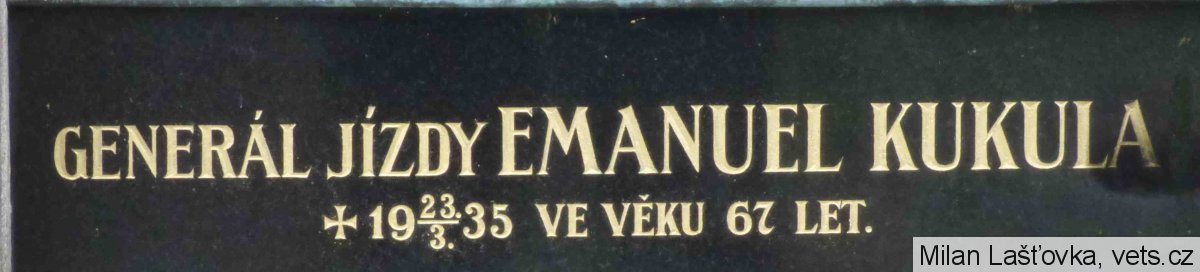 GENERÁL JÍZDY EMANUEL KUKULA
✠ 19 23./3. 35 VE VĚKU 67 LET.
Milan Lašťovka, vets.cz